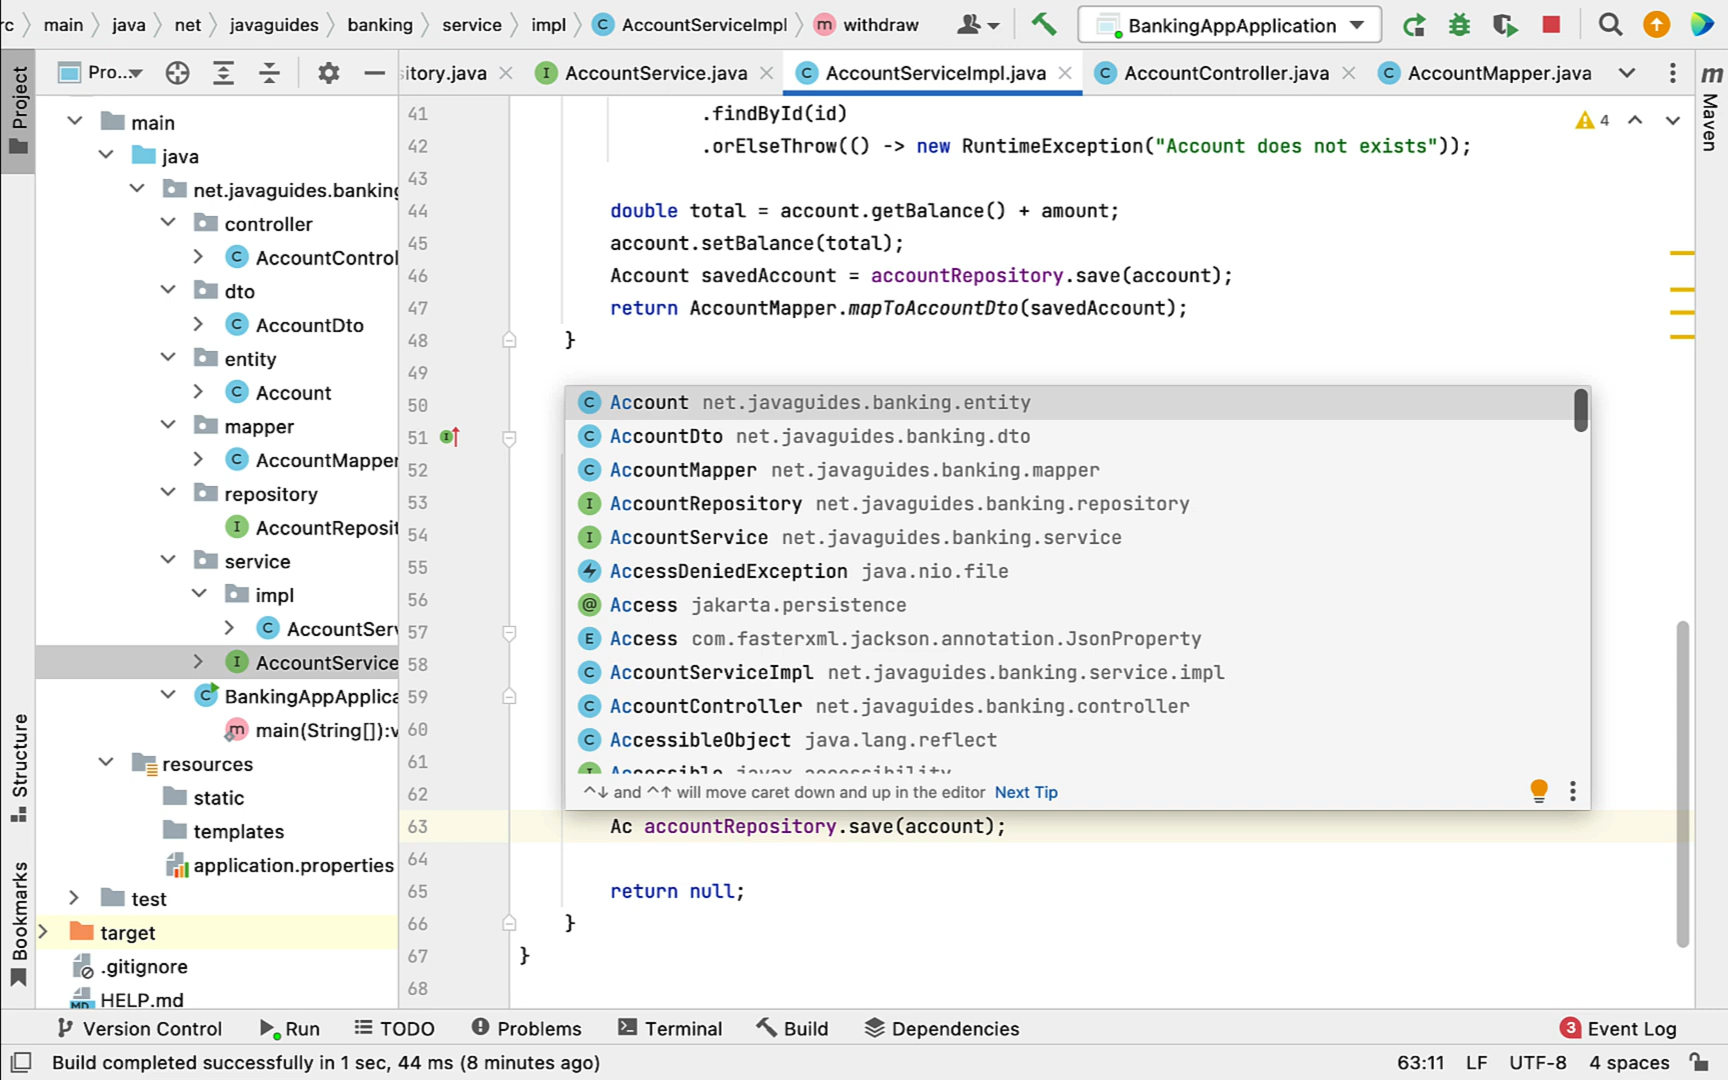 rc main java net javaguides banking service impl C AccountServiceImpl m withdraw BankingAppApplication
Project
Pro...
itory.java
I AccountService.java
C AccountServiceImpl.java
C AccountController.java
C AccountMapper.java
m Maven
main
java
net.javaguides.banking
controller
C AccountControl
dto
C AccountDto
entity
C Account
mapper
C AccountMapper
repository
I AccountReposit
service
impl
C AccountServ
I AccountService
C BankingAppApplica
m main(String[]):v
resources
static
templates
application.properties
test
target
.gitignore
MD HELP.md
Structure
Bookmarks
4
41 .findById(id)
42 .orElseThrow(() -> new RuntimeException("Account does not exists"));
43
44 double total = account.getBalance() + amount;
45 account.setBalance(total);
46 Account savedAccount = accountRepository.save(account);
47 return AccountMapper.mapToAccountDto(savedAccount);
48 }
49
50
51
52
53
54
55
56
57
58
59
60
61
62
C Account net.javaguides.banking.entity
C AccountDto net.javaguides.banking.dto
C AccountMapper net.javaguides.banking.mapper
I AccountRepository net.javaguides.banking.repository
I AccountService net.javaguides.banking.service
AccessDeniedException java.nio.file
@ Access jakarta.persistence
E Access com.fasterxml.jackson.annotation.JsonProperty
C AccountServiceImpl net.javaguides.banking.service.impl
C AccountController net.javaguides.banking.controller
C AccessibleObject java.lang.reflect
I Accessible javax.accessibility
^↓ and ^↑ will move caret down and up in the editor Next Tip
63 Ac accountRepository.save(account);
64
65 return null;
66 }
67 }
68
Version Control Run TODO Problems Terminal Build Dependencies 3 Event Log
Build completed successfully in 1 sec, 44 ms (8 minutes ago) 63:11 LF UTF-8 4 spaces